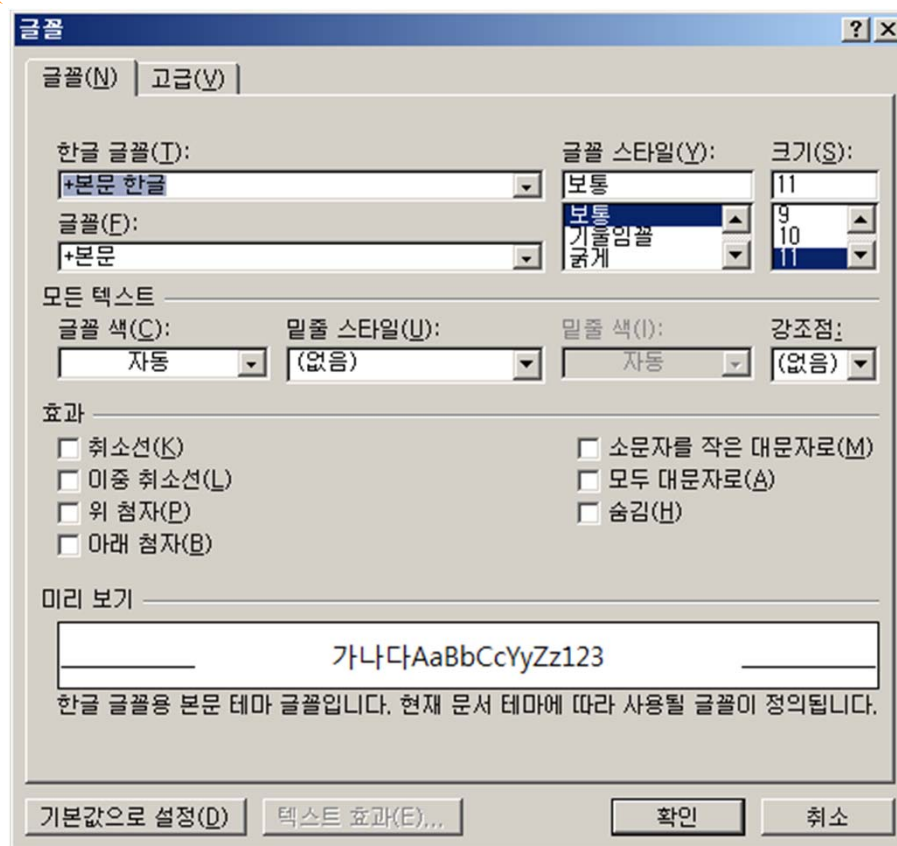 글꼴
글꼴(N) 고급(V)
한글 글꼴(T): 글꼴 스타일(Y): 크기(S):
+본문 한글 보통 11
글꼴(F): 보통 9
+본문 기울임꼴 10
굵게 11
모든 텍스트
글꼴 색(C): 밑줄 스타일(U): 밑줄 색(I): 강조점:
자동 (없음) 자동 (없음)
효과
취소선(K) 소문자를 작은 대문자로(M)
이중 취소선(L) 모두 대문자로(A)
위 첨자(P) 숨김(H)
아래 첨자(B)
미리 보기
가나다AaBbCcYyZz123
한글 글꼴용 본문 테마 글꼴입니다. 현재 문서 테마에 따라 사용될 글꼴이 정의됩니다.
기본값으로 설정(D) 텍스트 효과(E)... 확인 취소